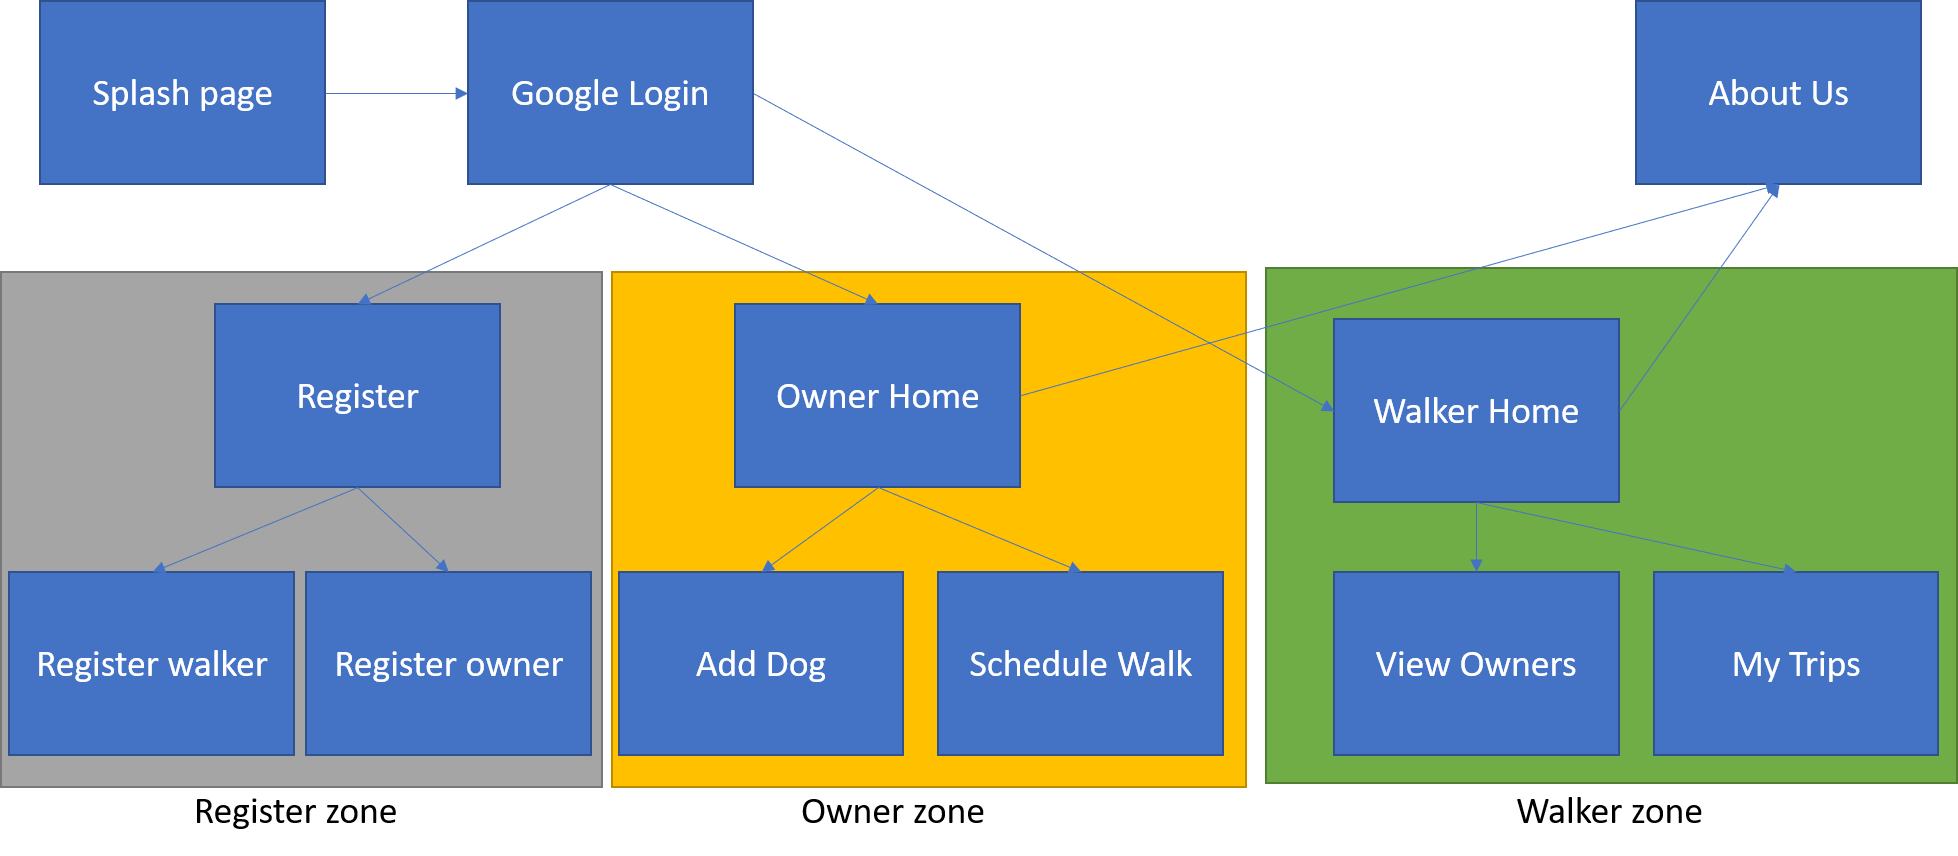 Splash page
Google Login
About Us
Register
Owner Home
Walker Home
Register walker
Register owner
Add Dog
Schedule Walk
View Owners
My Trips
Register zone
Owner zone
Walker zone